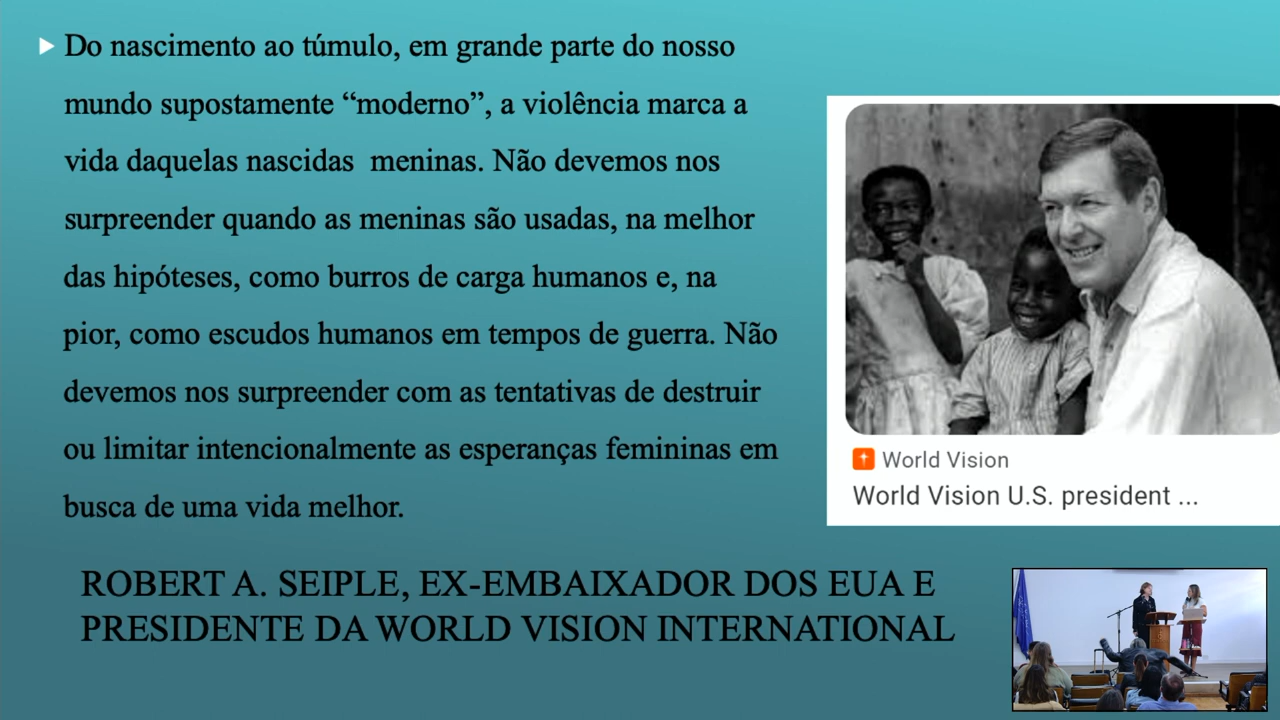 Do nascimento ao túmulo, em grande parte do nosso
mundo supostamente “moderno”, a violência marca a
vida daquelas nascidas  meninas. Não devemos nos
surpreender quando as meninas são usadas, na melhor
das hipóteses, como burros de carga humanos e, na
pior, como escudos humanos em tempos de guerra. Não
devemos nos surpreender com as tentativas de destruir
ou limitar intencionalmente as esperanças femininas em
busca de uma vida melhor.
World Vision
World Vision U.S. president ...
ROBERT A. SEIPLE, EX-EMBAIXADOR DOS EUA E
PRESIDENTE DA WORLD VISION INTERNATIONAL